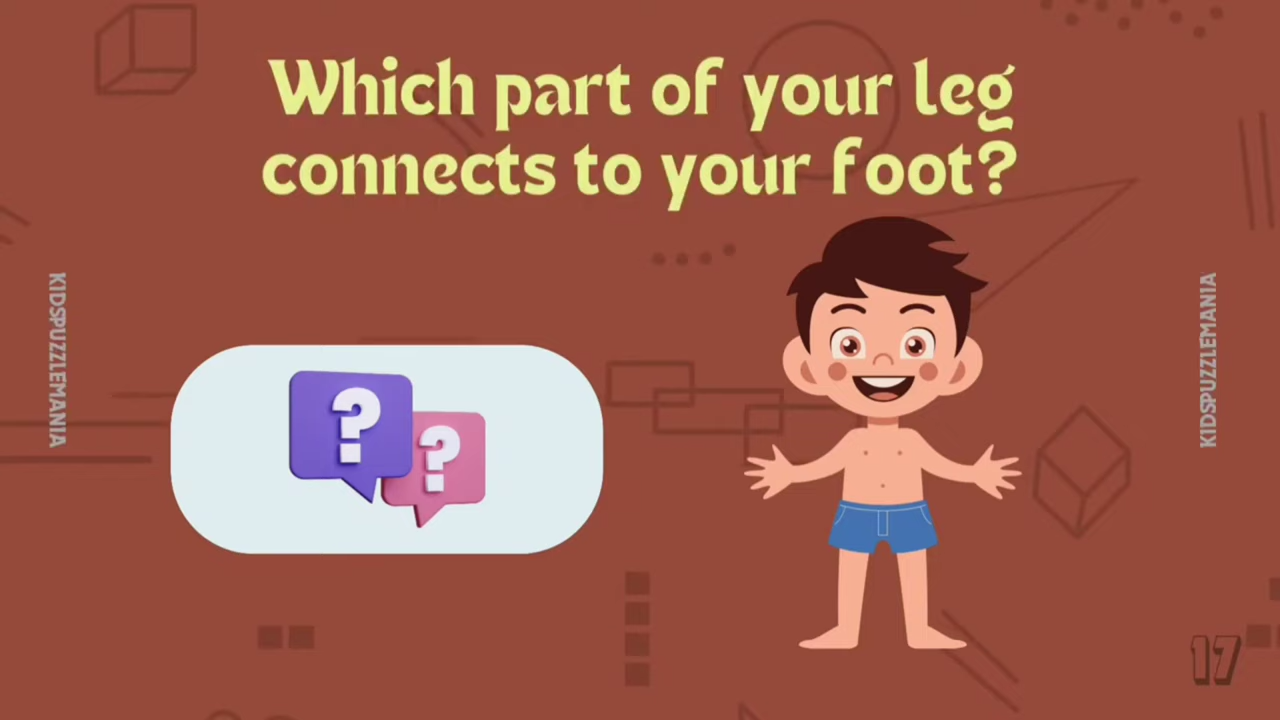 Which part of your leg
connects to your foot?
KIDSPUZZLEMANIA
KIDSPUZZLEMANIA
? ?
17